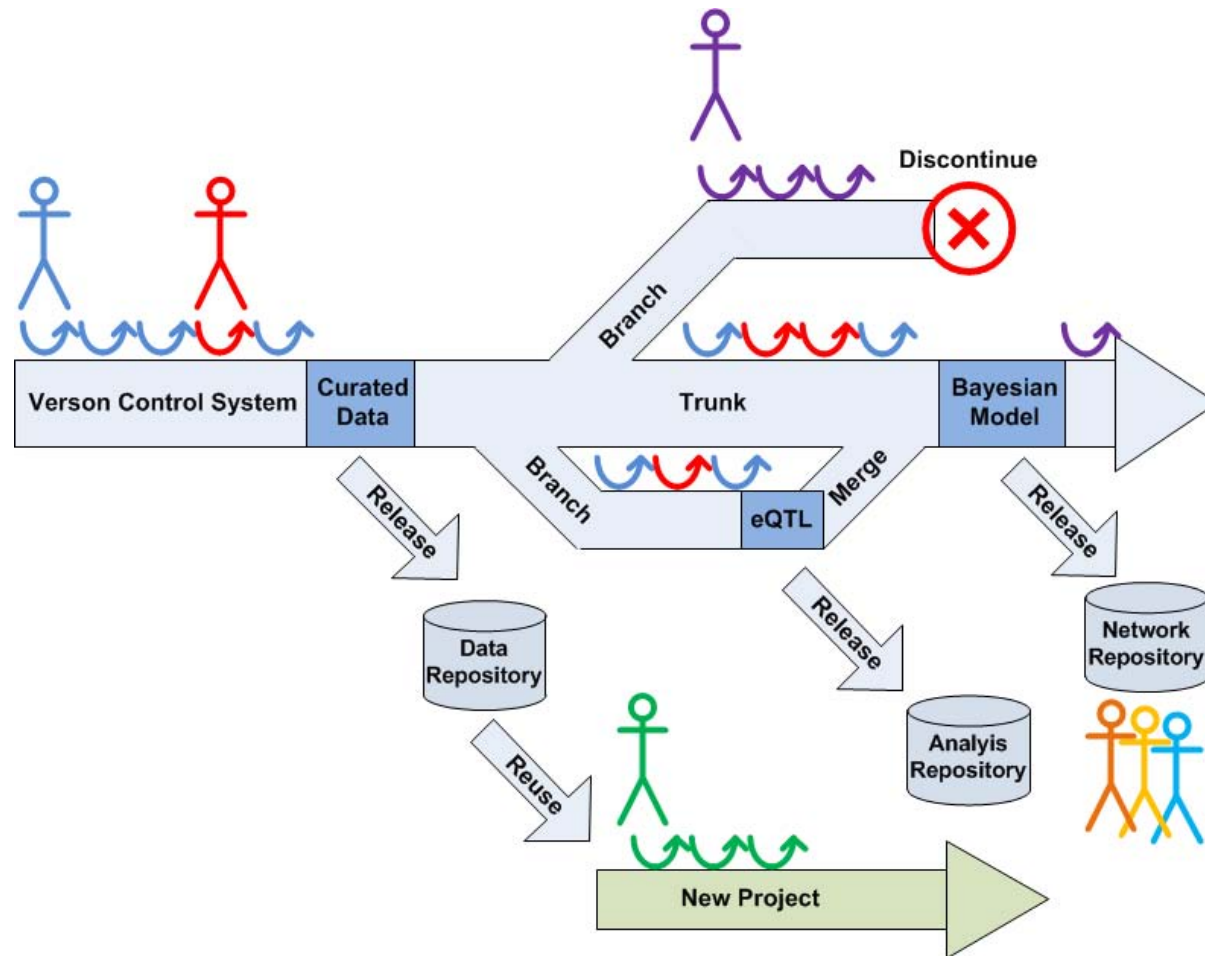 Discontinue
Branch
Verson Control System
Curated
Data
Trunk
Bayesian
Model
Branch
eQTL
Merge
Release
Release
Release
Data
Repository
Network
Repository
Analyis
Repository
Reuse
New Project